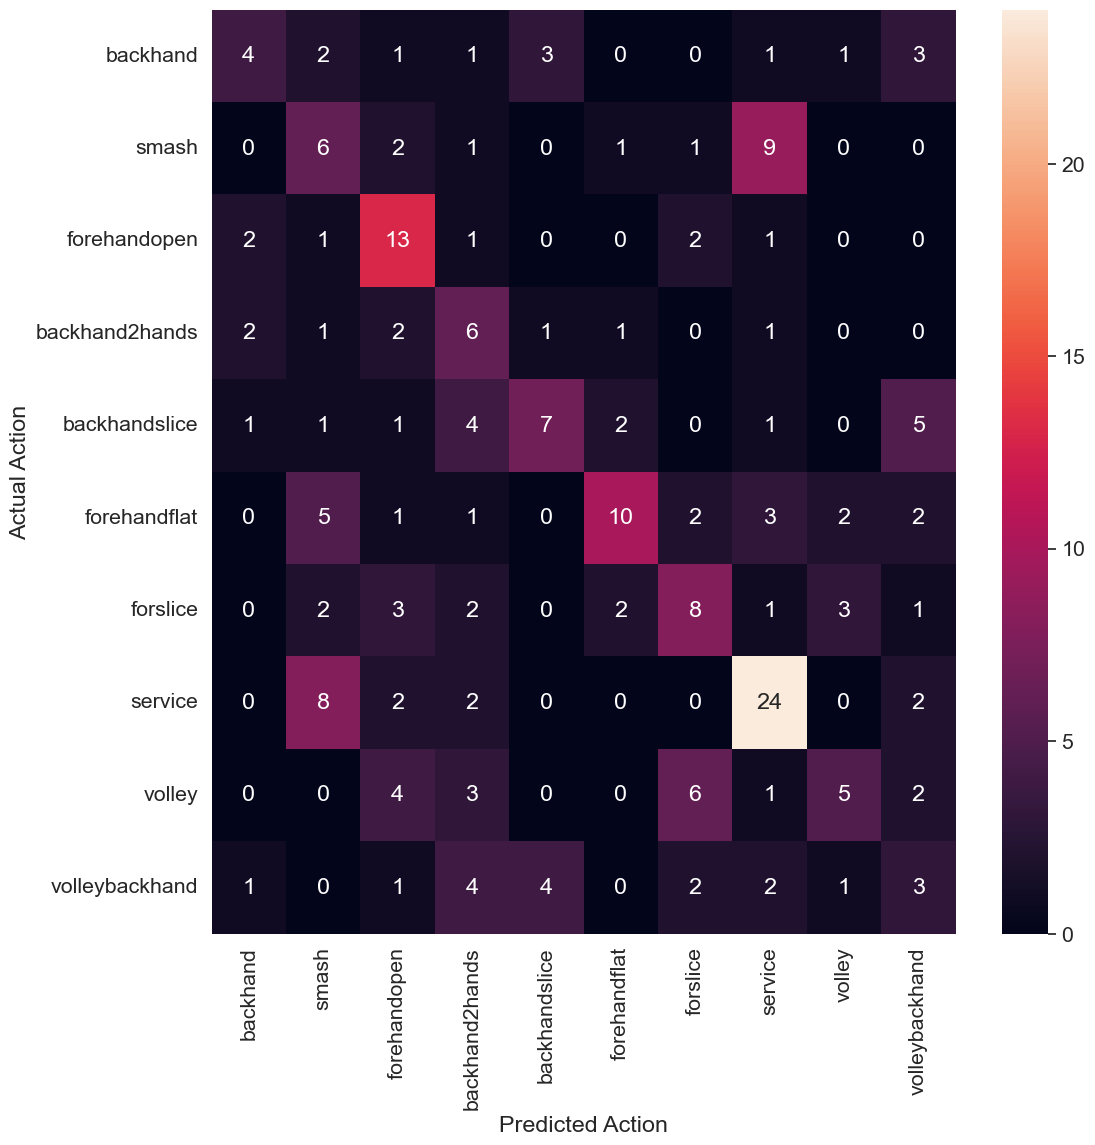 backhand 4 2 1 1 3 0 0 1 1 3
smash 0 6 2 1 0 1 1 9 0 0
20
forehandopen 2 1 13 1 0 0 2 1 0 0
backhand2hands 2 1 2 6 1 1 0 1 0 0
15
backhandslice 1 1 1 4 7 2 0 1 0 5
Actual Action
forehandflat 0 5 1 1 0 10 2 3 2 2
10
forslice 0 2 3 2 0 2 8 1 3 1
service 0 8 2 2 0 0 0 24 0 2
5
volley 0 0 4 3 0 0 6 1 5 2
volleybackhand 1 0 1 4 4 0 2 2 1 3
0
backhand
smash
forehandopen
backhand2hands
backhandslice
forehandflat
forslice
service
volley
volleybackhand
Predicted Action